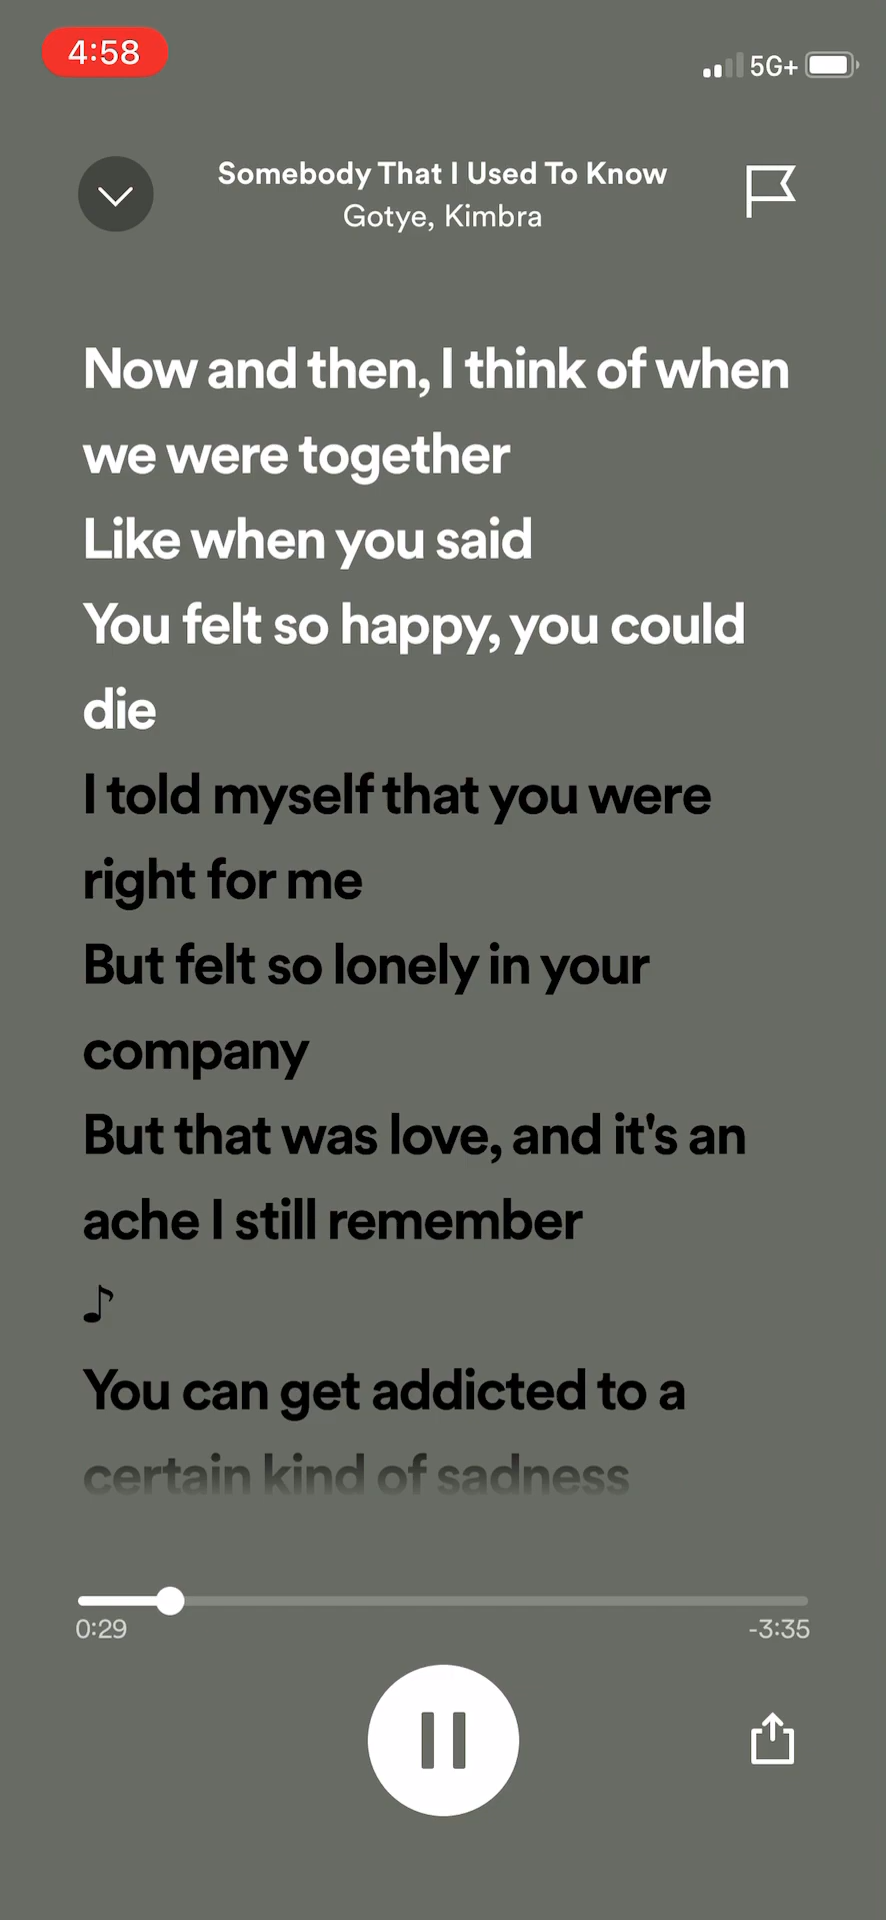 4:58
5G+
Somebody That I Used To Know
Gotye, Kimbra
Now and then, I think of when
we were together
Like when you said
You felt so happy, you could
die
I told myself that you were
right for me
But felt so lonely in your
company
But that was love, and it's an
ache I still remember
♪
You can get addicted to a
certain kind of sadness
0:29
-3:35